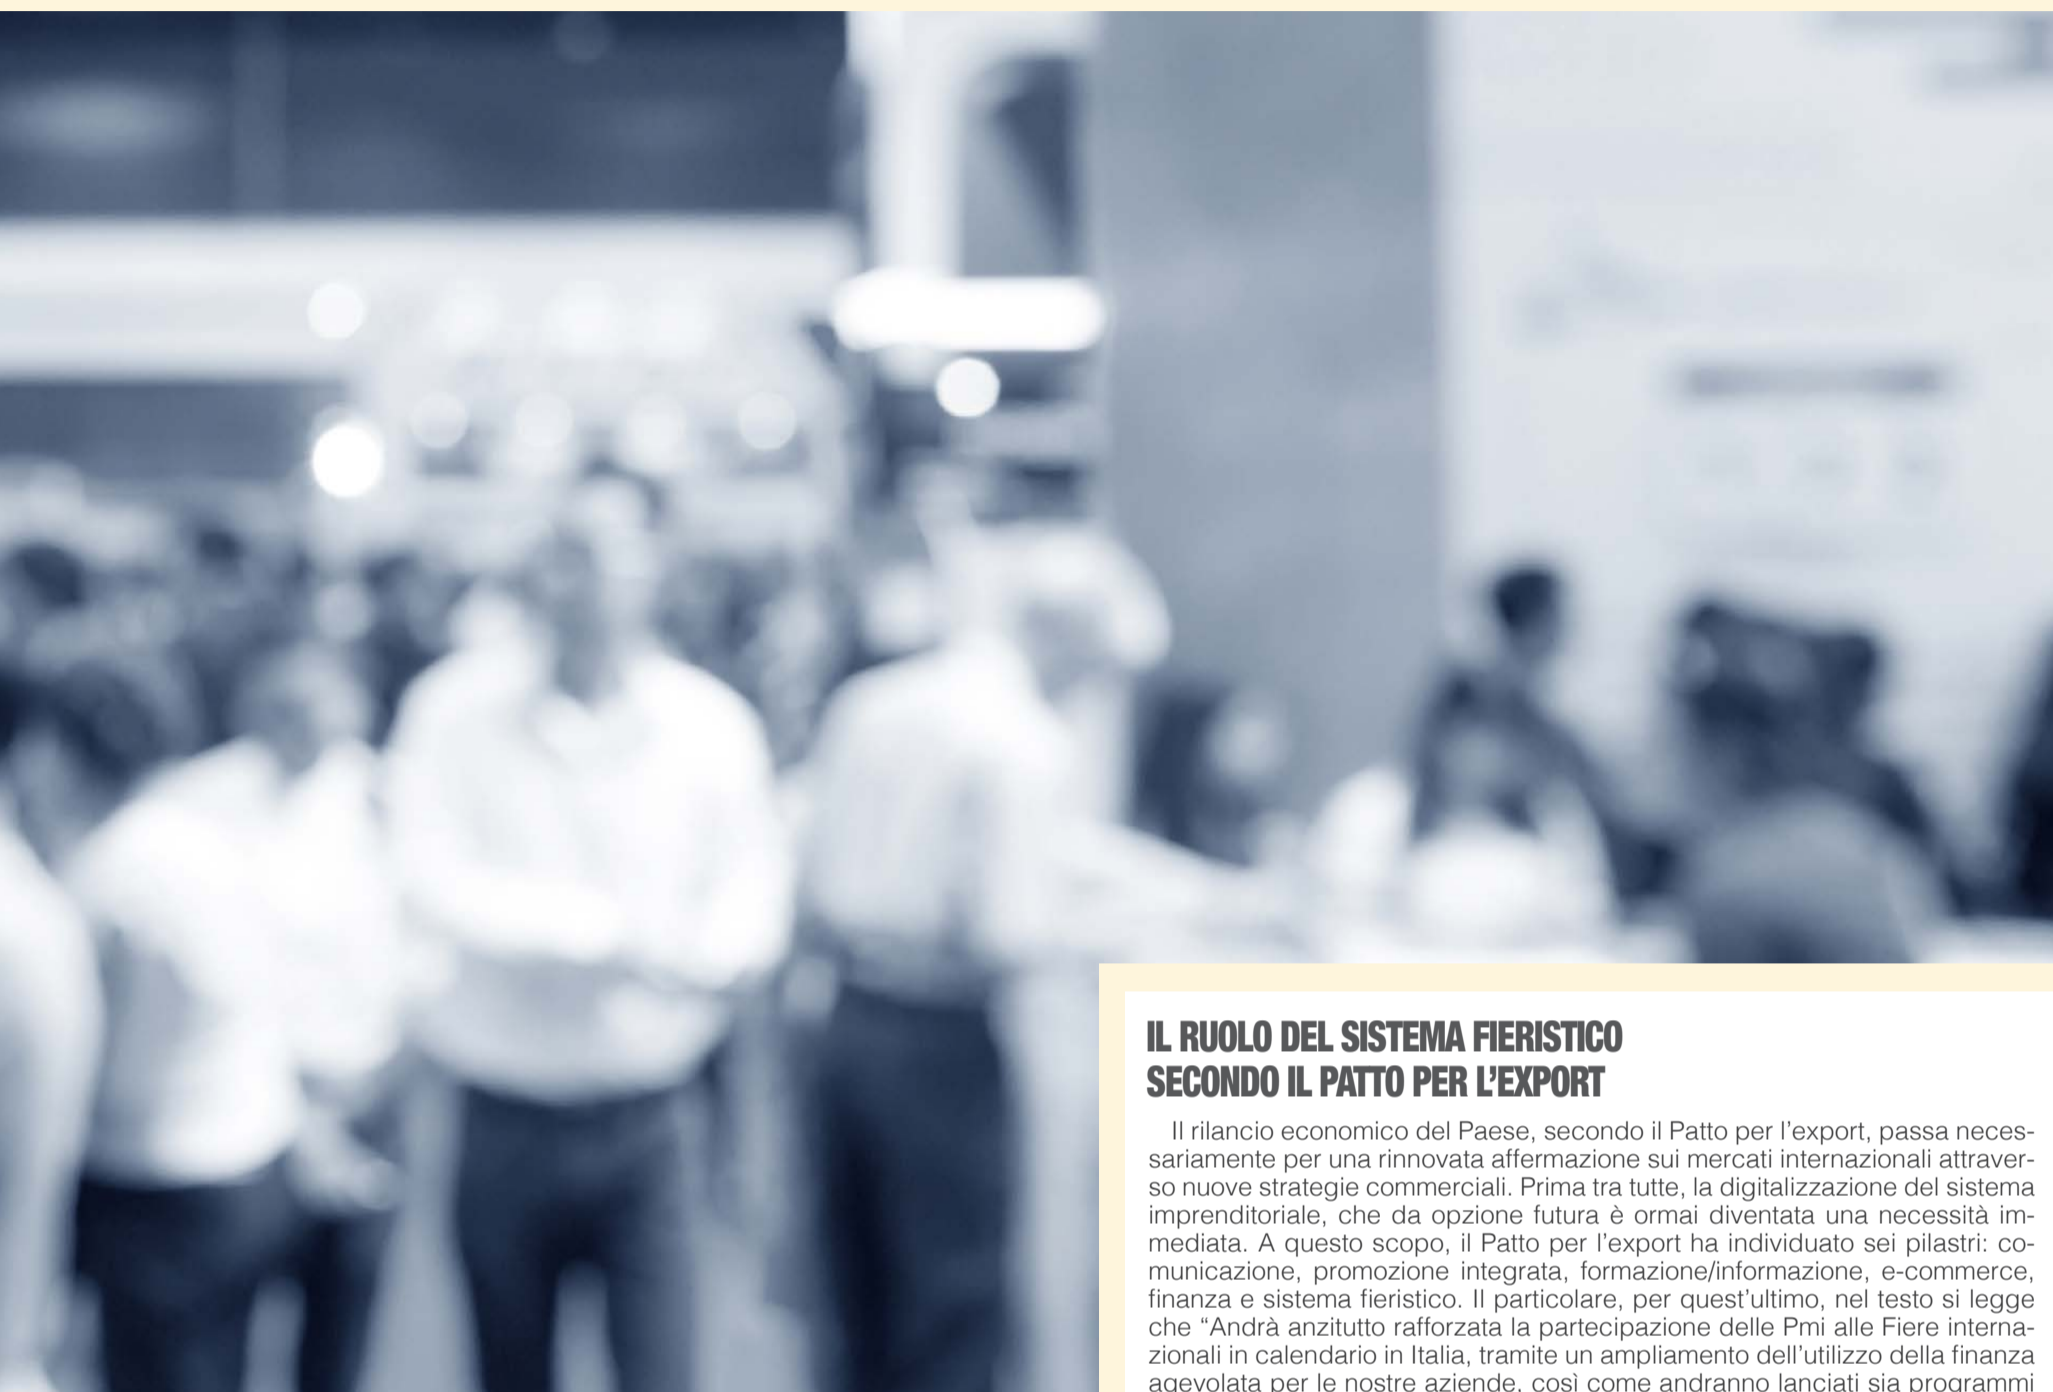 IL RUOLO DEL SISTEMA FIERISTICO
SECONDO IL PATTO PER L’EXPORT
Il rilancio economico del Paese, secondo il Patto per l’export, passa neces-
sariamente per una rinnovata affermazione sui mercati internazionali attraver-
so nuove strategie commerciali. Prima tra tutte, la digitalizzazione del sistema
imprenditoriale, che da opzione futura è ormai diventata una necessità im-
mediata. A questo scopo, il Patto per l’export ha individuato sei pilastri: co-
municazione, promozione integrata, formazione/informazione, e-commerce,
finanza e sistema fieristico. Il particolare, per quest’ultimo, nel testo si legge
che “Andrà anzitutto rafforzata la partecipazione delle Pmi alle Fiere interna-
zionali in calendario in Italia, tramite un ampliamento dell’utilizzo della finanza
agevolata per le nostre aziende, così come andranno lanciati sia programmi